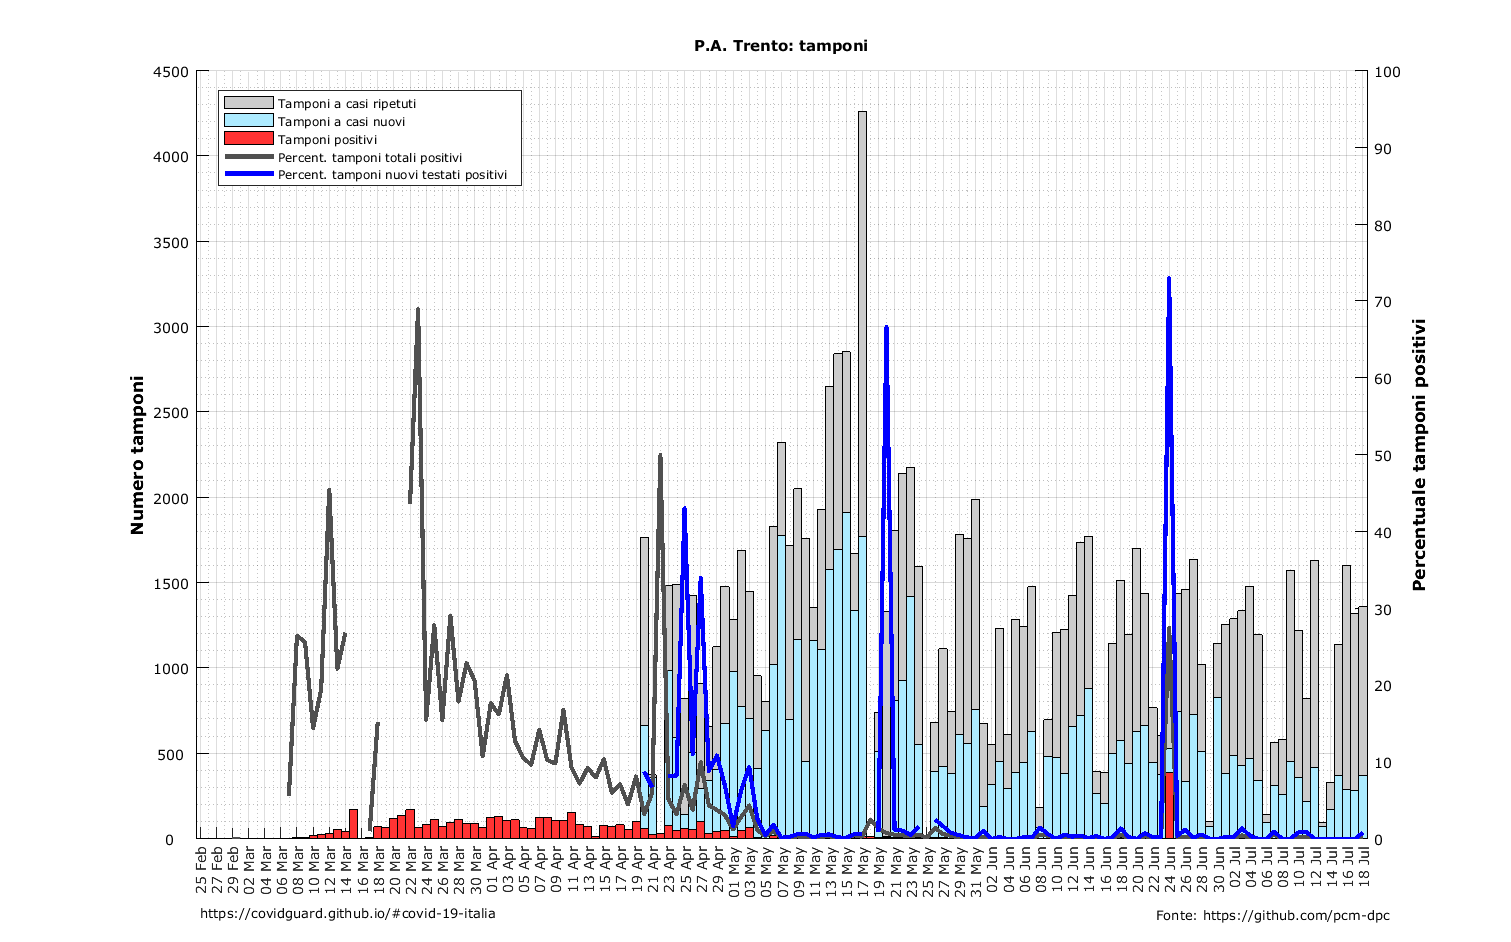 P.A. Trento: tamponi
4500
4000
3500
3000
2500
2000
1500
1000
500
0
Numero tamponi
Tamponi a casi ripetuti
Tamponi a casi nuovi
Tamponi positivi
Percent. tamponi totali positivi
Percent. tamponi nuovi testati positivi
100
90
80
70
60
50
40
30
20
10
0
Percentuale tamponi positivi
25 Feb
27 Feb
29 Feb
02 Mar
04 Mar
06 Mar
08 Mar
10 Mar
12 Mar
14 Mar
16 Mar
18 Mar
20 Mar
22 Mar
24 Mar
26 Mar
28 Mar
30 Mar
01 Apr
03 Apr
05 Apr
07 Apr
09 Apr
11 Apr
13 Apr
15 Apr
17 Apr
19 Apr
21 Apr
23 Apr
25 Apr
27 Apr
29 Apr
01 May
03 May
05 May
07 May
09 May
11 May
13 May
15 May
17 May
19 May
21 May
23 May
25 May
27 May
29 May
31 May
02 Jun
04 Jun
06 Jun
08 Jun
10 Jun
12 Jun
14 Jun
16 Jun
18 Jun
20 Jun
22 Jun
24 Jun
26 Jun
28 Jun
30 Jun
02 Jul
04 Jul
06 Jul
08 Jul
10 Jul
12 Jul
14 Jul
16 Jul
18 Jul
https://covidguard.github.io/#covid-19-italia
Fonte: https://github.com/pcm-dpc